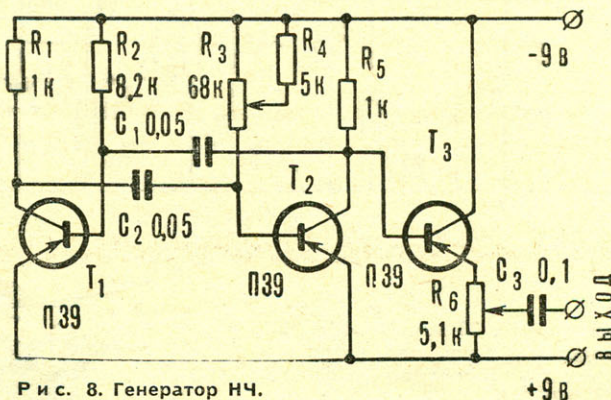 R1
1к
R2
8,2к
R3
68к
R4
5к
R5
1к
-9 в
C1 0,05
C2 0,05
T1
П39
T2
П39
T3
П39
R6
5,1к
C3 0,1
ВЫХОД
+9 в
Рис. 8. Генератор НЧ.